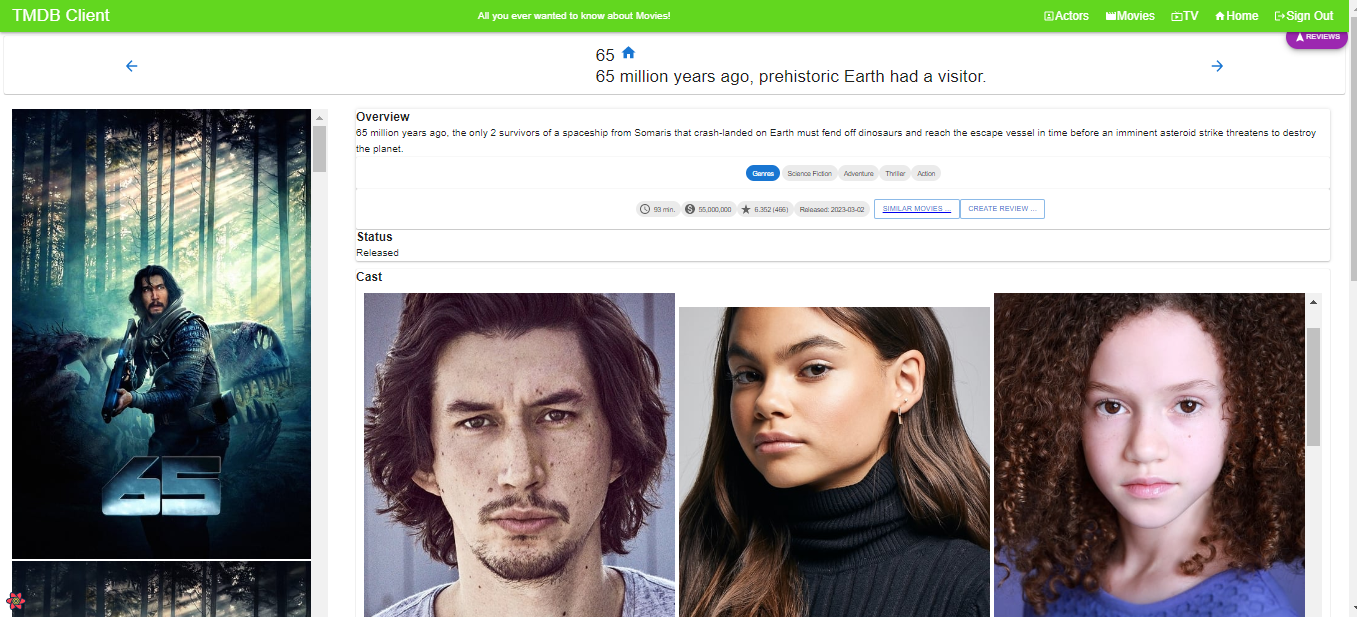 TMDB Client
All you ever wanted to know about Movies!
Actors
Movies
TV
Home
Sign Out
REVIEWS
65
65 million years ago, prehistoric Earth had a visitor.
65
Overview
65 million years ago, the only 2 survivors of a spaceship from Somaris that crash-landed on Earth must fend off dinosaurs and reach the escape vessel in time before an imminent asteroid strike threatens to destroy
the planet.
Genres
Science Fiction
Adventure
Thriller
Action
93 min.
55,000,000
6.352 (466)
Released: 2023-03-02
SIMILAR MOVIES ...
CREATE REVIEW ...
Status
Released
Cast